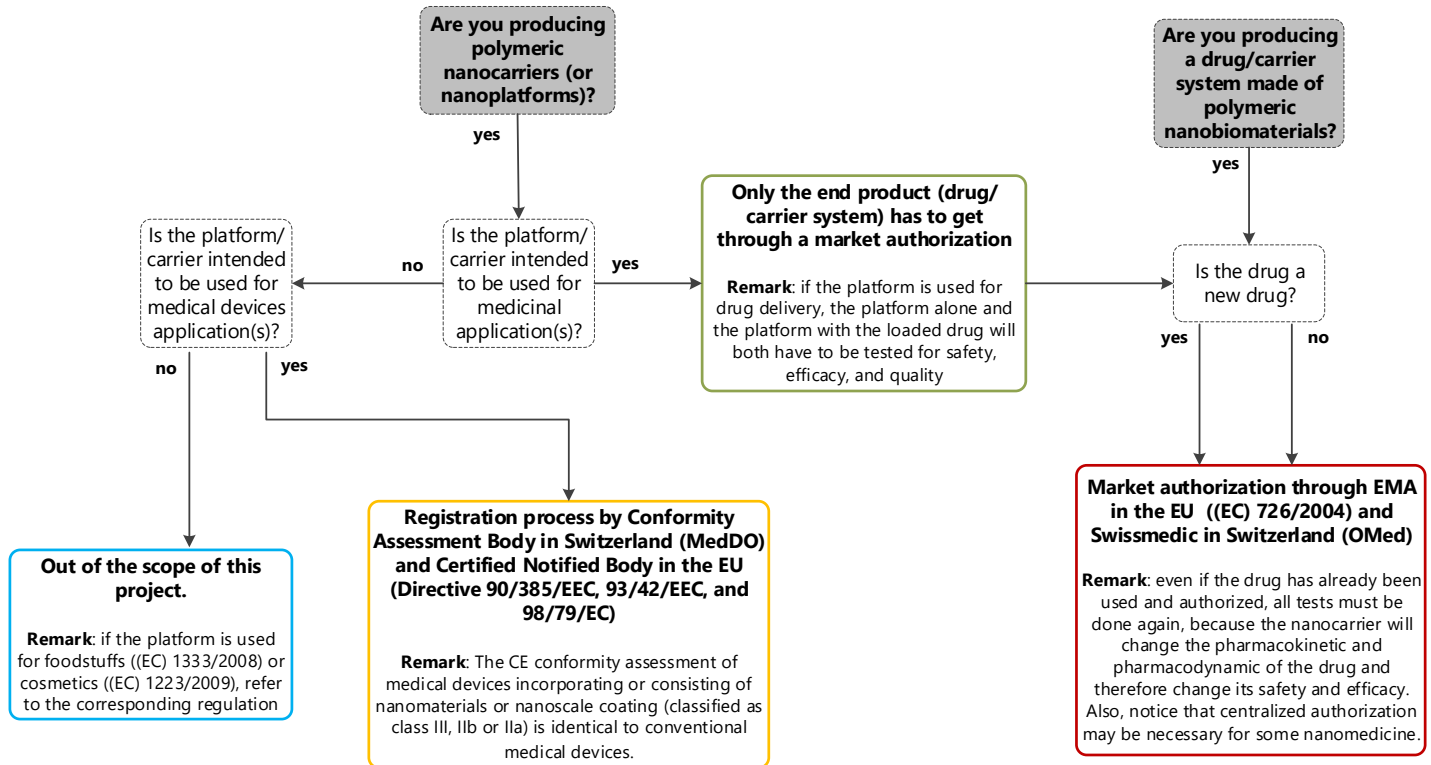 Are you producing
polymeric
nanocarriers (or
nanoplatforms)?
Are you producing
a drug/carrier
system made of
polymeric
nanobiomaterials?
yes
yes
Is the platform/
carrier intended
to be used for
medical devices
application(s)?
no
Is the platform/
carrier intended
to be used for
medicinal
application(s)?
yes
Only the end product (drug/
carrier system) has to get
through a market authorization
Remark: if the platform is used for
drug delivery, the platform alone and
the platform with the loaded drug will
both have to be tested for safety,
efficacy, and quality
Is the drug a
new drug?
yes
no
no
yes
Out of the scope of this
project.
Remark: if the platform is used
for foodstuffs ((EC) 1333/2008) or
cosmetics ((EC) 1223/2009), refer
to the corresponding regulation
Registration process by Conformity
Assessment Body in Switzerland (MedDO)
and Certified Notified Body in the EU
(Directive 90/385/EEC, 93/42/EEC, and
98/79/EC)
Remark: The CE conformity assessment of
medical devices incorporating or consisting of
nanomaterials or nanoscale coating (classified as
class III, IIb or IIa) is identical to conventional
medical devices.
Market authorization through EMA
in the EU ((EC) 726/2004) and
Swissmedic in Switzerland (OMed)
Remark: even if the drug has already been
used and authorized, all tests must be
done again, because the nanocarrier will
change the pharmacokinetic and
pharmacodynamic of the drug and
therefore change its safety and efficacy.
Also, notice that centralized authorization
may be necessary for some nanomedicine.